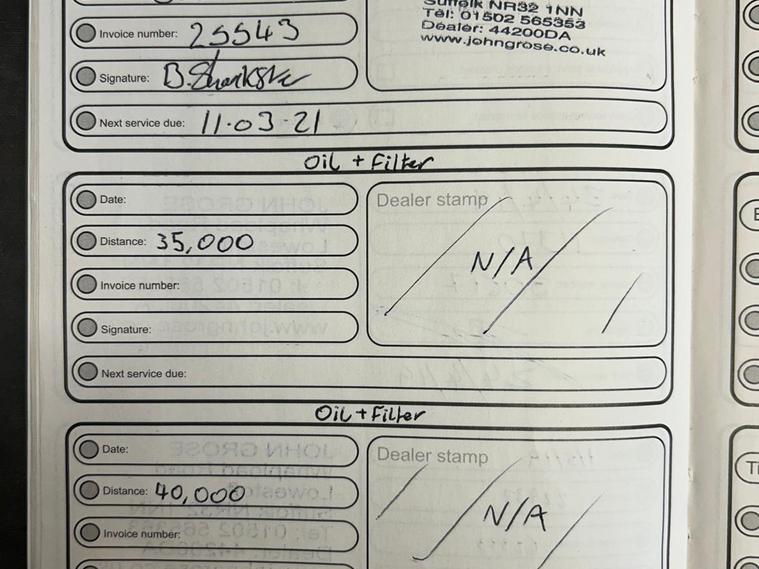 Suffolk NR32 1NN
Tel: 01502 565353
Dealer: 44200DA
www.johngrose.co.uk
Invoice number: 25543
Signature:
Next service due: 11·03·21
Oil + Filter
Date:
Dealer stamp
Distance: 35,000
N/A
Invoice number:
Signature:
Next service due:
Oil + Filter
Date:
Dealer stamp
Distance: 40,000
N/A
Invoice number: